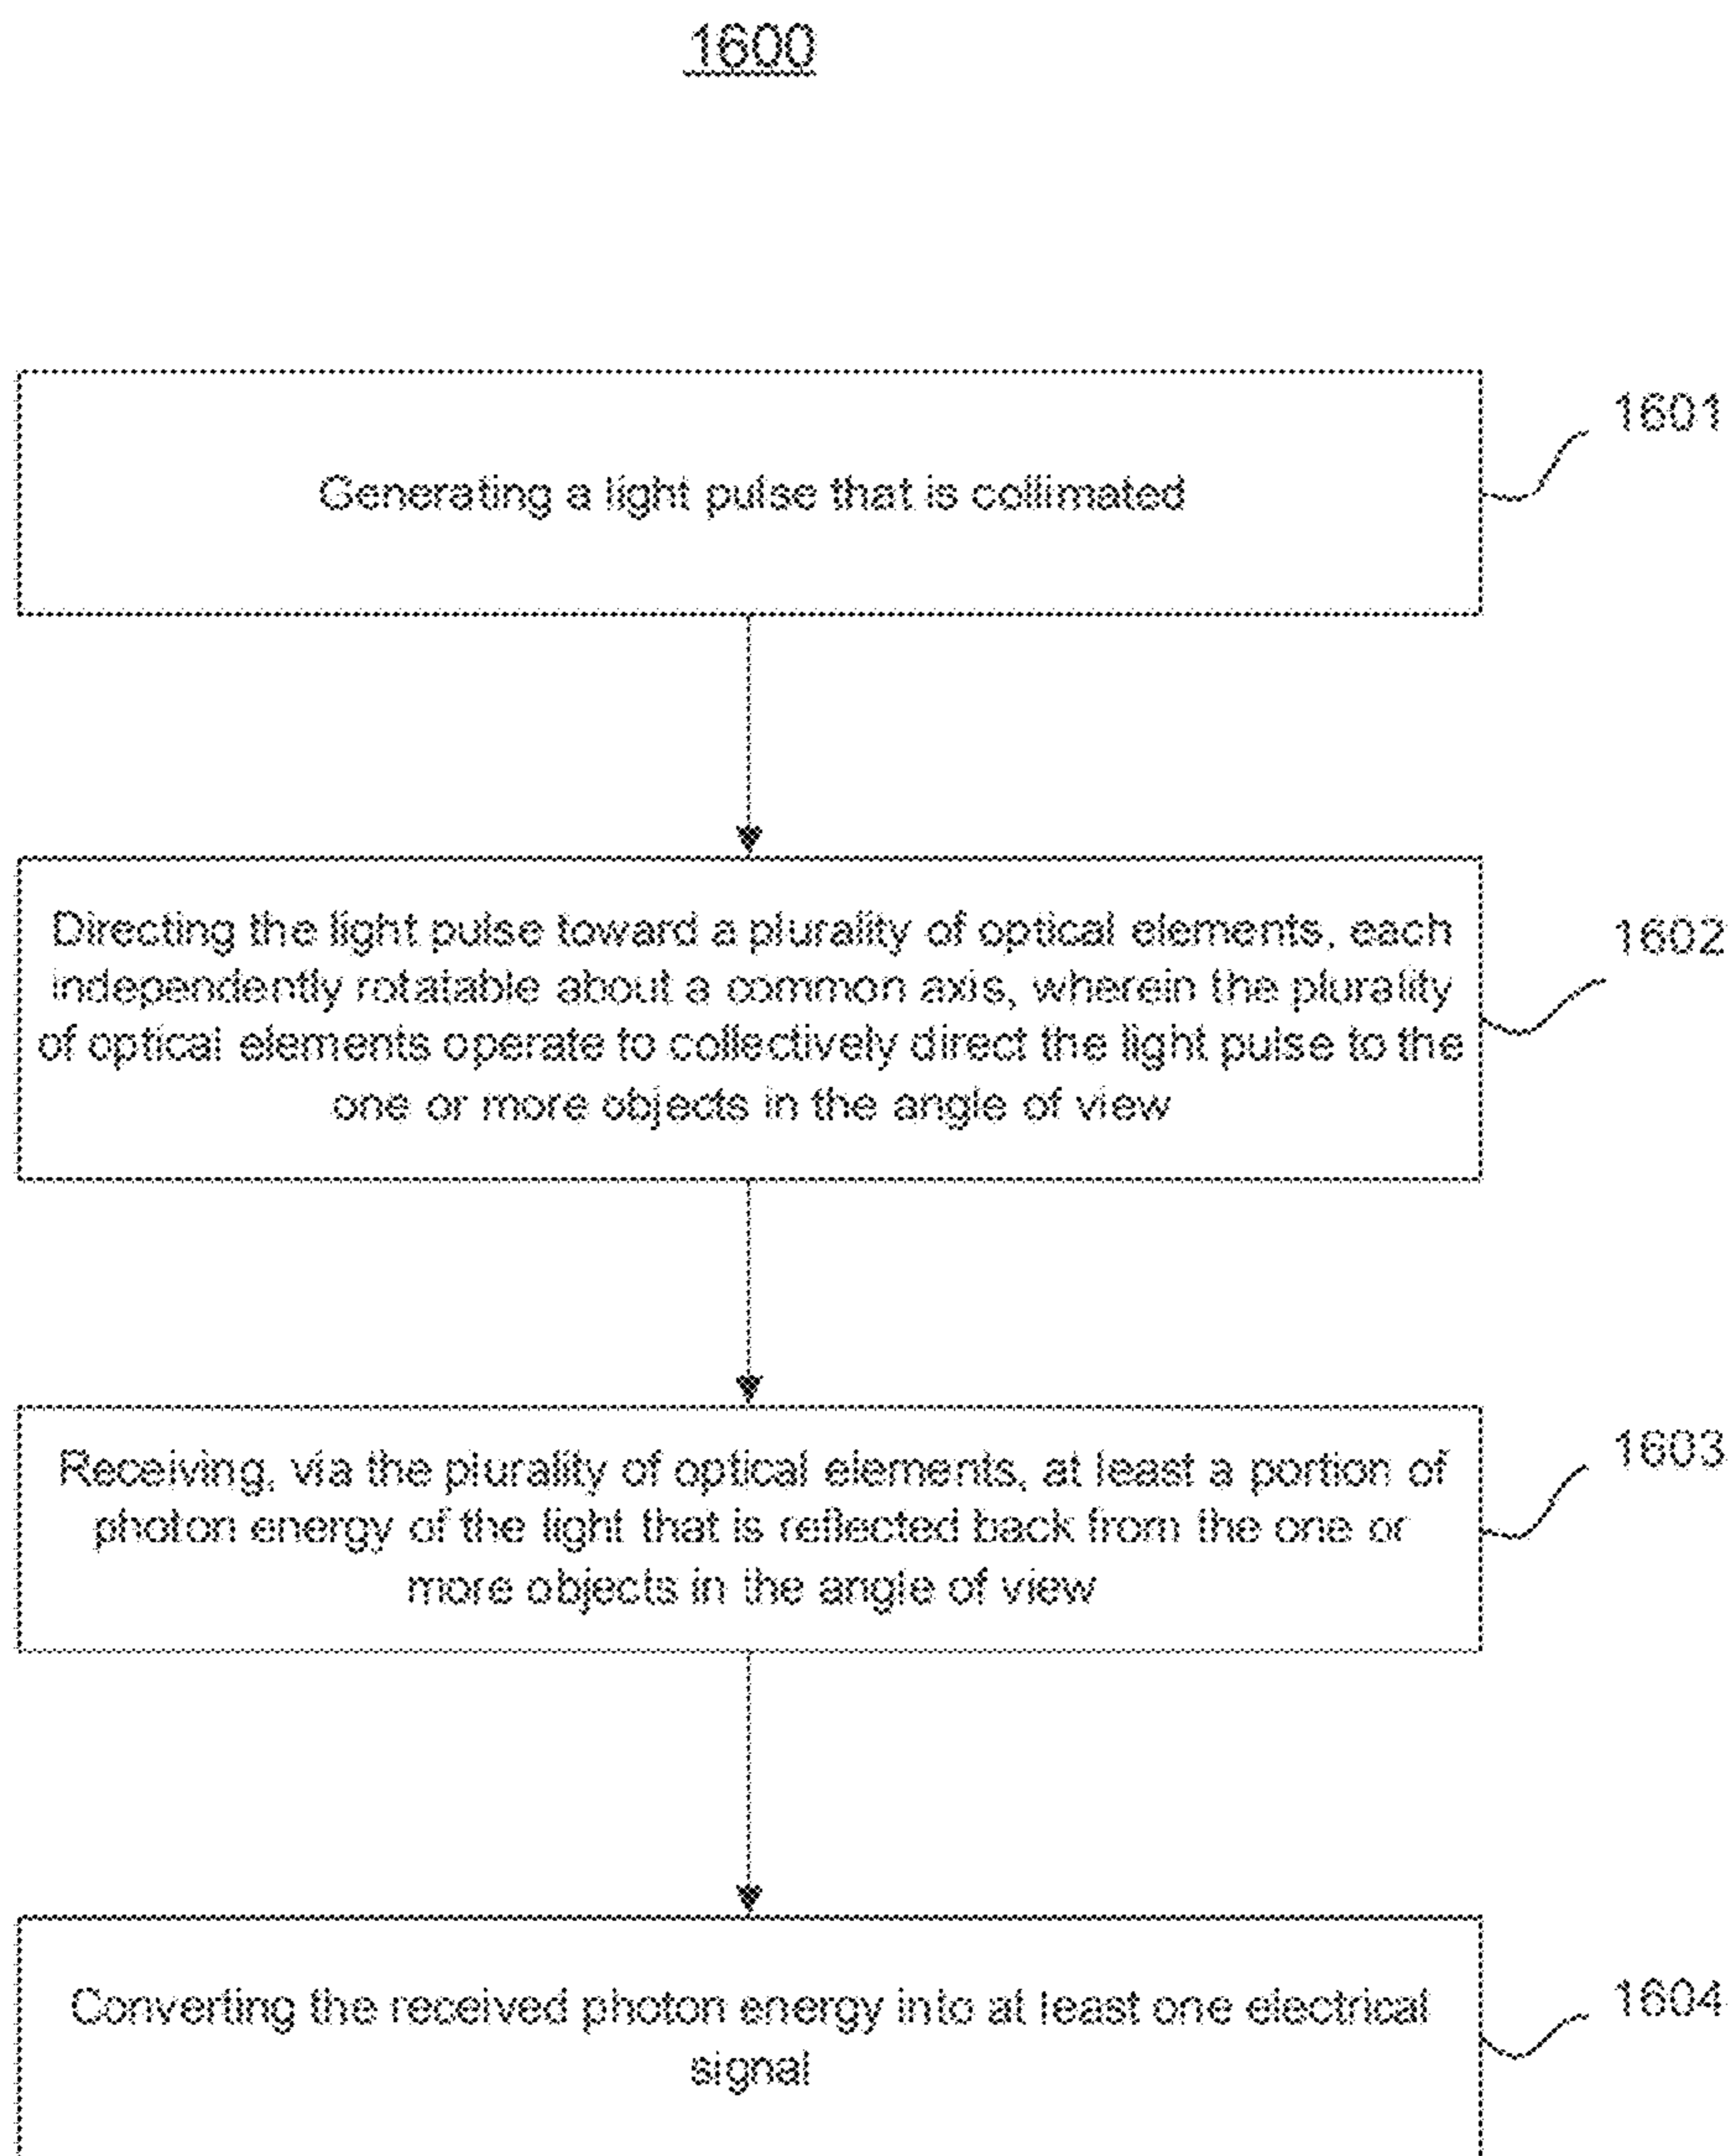 1600
Generating a light pulse that is collimated
1601
Directing the light pulse toward a plurality of optical elements, each
independently rotatable about a common axis, wherein the plurality
of optical elements operate to collectively direct the light pulse to the
one or more objects in the angle of view
1602
Receiving, via the plurality of optical elements, at least a portion of
photon energy of the light that is reflected back from the one or
more objects in the angle of view
1603
Converting the received photon energy into at least one electrical
signal
1604